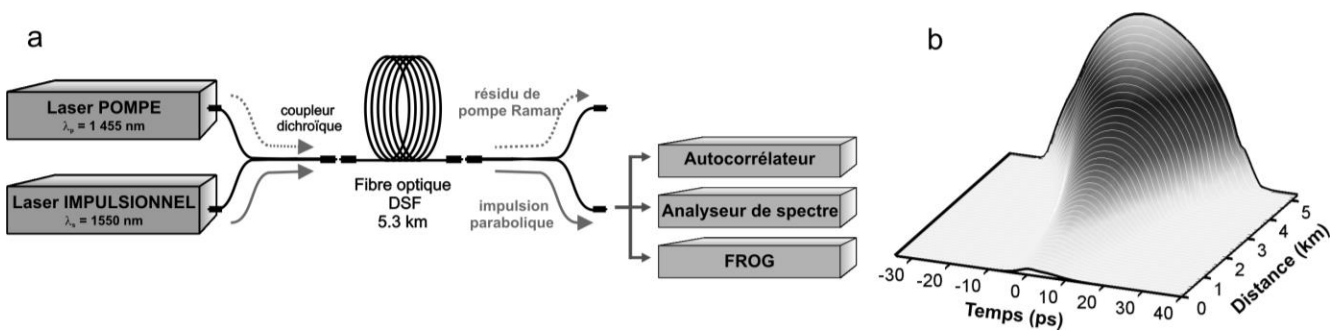 a
Laser POMPE
λp = 1 455 nm
Laser IMPULSIONNEL
λs = 1550 nm
coupleur
dichroïque
Fibre optique
DSF
5.3 km
résidu de
pompe Raman
impulsion
parabolique
Autocorrélateur
Analyseur de spectre
FROG
b
-30 -20 -10 0 10 20 30 40
Temps (ps)
0 1 2 3 4 5
Distance (km)